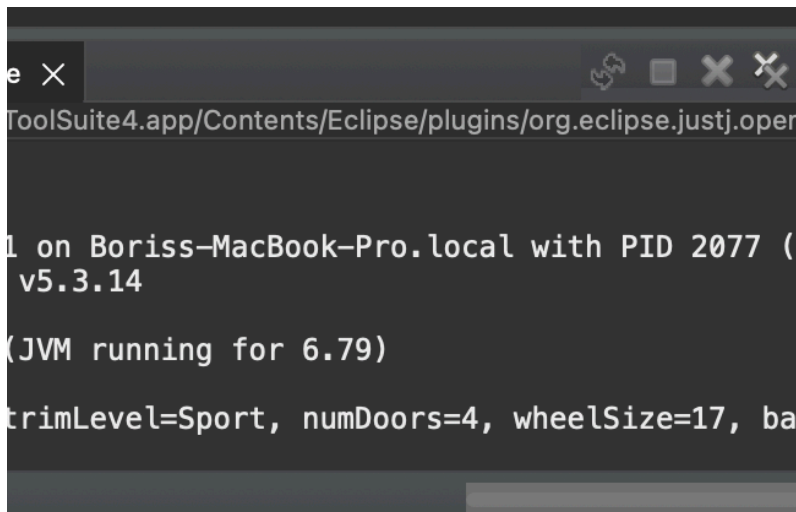 e
ToolSuite4.app/Contents/Eclipse/plugins/org.eclipse.justj.oper
1 on Boriss-MacBook-Pro.local with PID 2077 (
v5.3.14
(JVM running for 6.79)
trimLevel=Sport, numDoors=4, wheelSize=17, ba